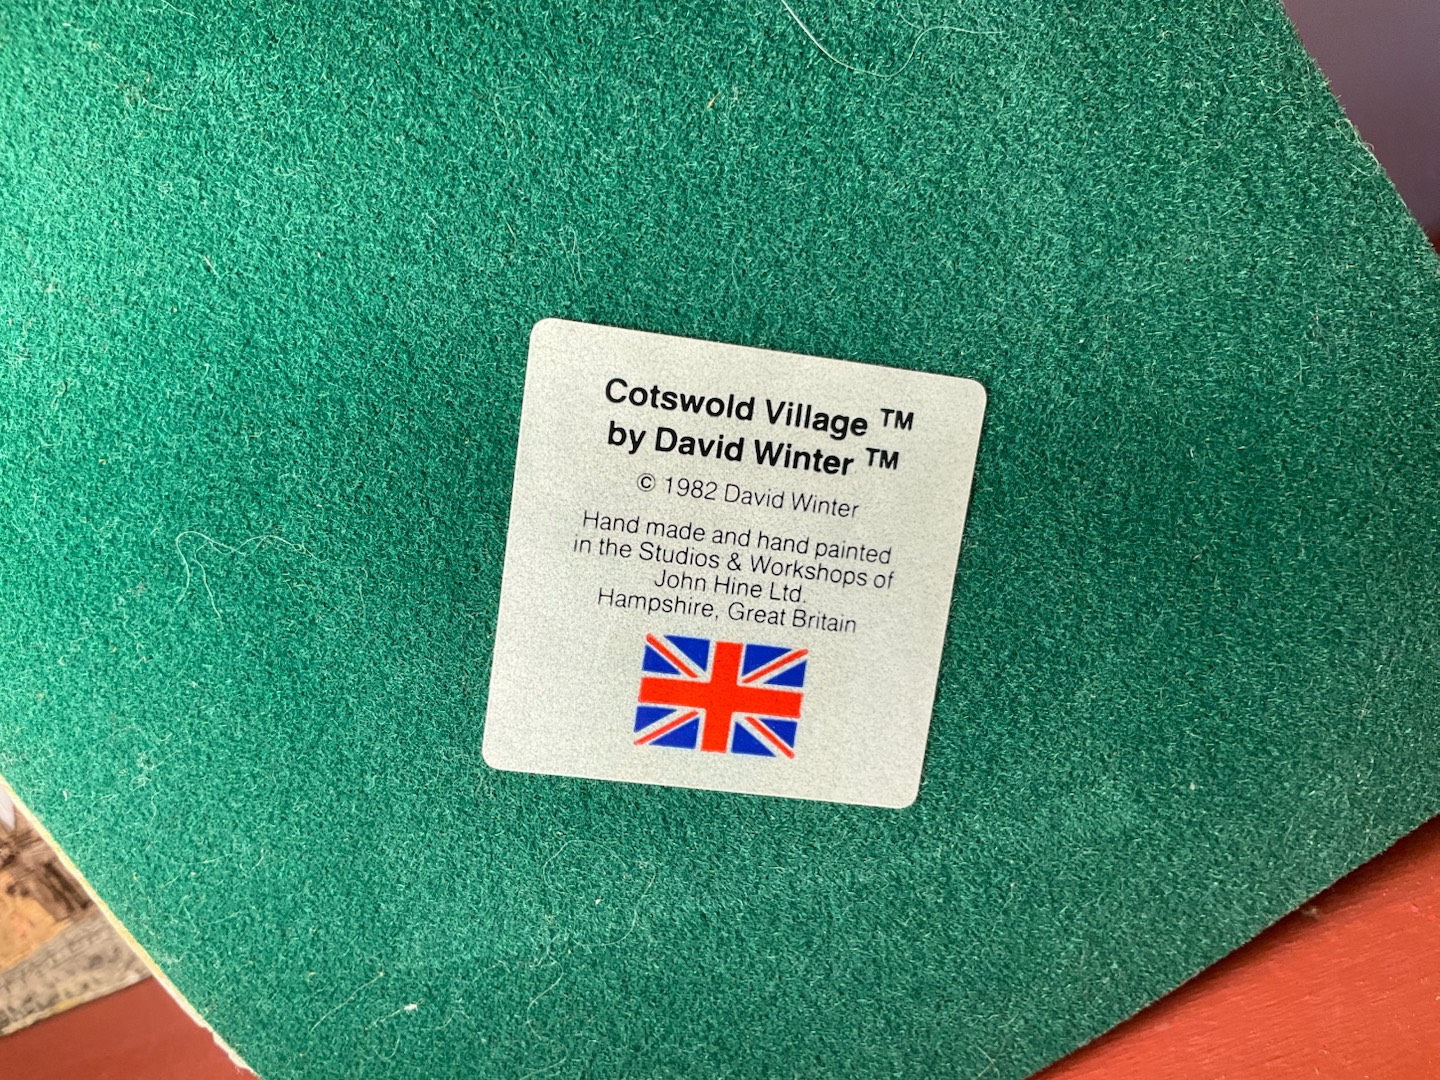 Cotswold Village ™
by David Winter ™
© 1982 David Winter
Hand made and hand painted
in the Studios & Workshops of
John Hine Ltd.
Hampshire, Great Britain